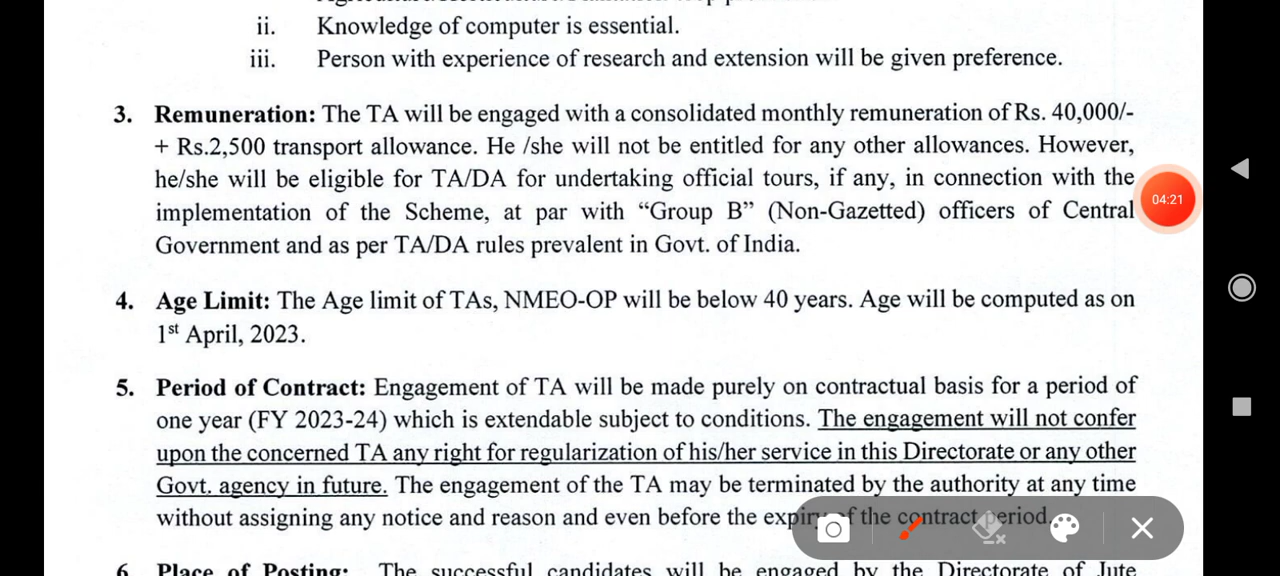 ii. Knowledge of computer is essential.
iii. Person with experience of research and extension will be given preference.
3. Remuneration: The TA will be engaged with a consolidated monthly remuneration of Rs. 40,000/-
+ Rs.2,500 transport allowance. He /she will not be entitled for any other allowances. However,
he/she will be eligible for TA/DA for undertaking official tours, if any, in connection with the
implementation of the Scheme, at par with “Group B” (Non-Gazetted) officers of Central
Government and as per TA/DA rules prevalent in Govt. of India.
04:21
4. Age Limit: The Age limit of TAs, NMEO-OP will be below 40 years. Age will be computed as on
1st April, 2023.
5. Period of Contract: Engagement of TA will be made purely on contractual basis for a period of
one year (FY 2023-24) which is extendable subject to conditions. The engagement will not confer
upon the concerned TA any right for regularization of his/her service in this Directorate or any other
Govt. agency in future. The engagement of the TA may be terminated by the authority at any time
without assigning any notice and reason and even before the expiry of the contract period.
6. Place of Posting: The successful candidates will be engaged by the Directorate of Jute